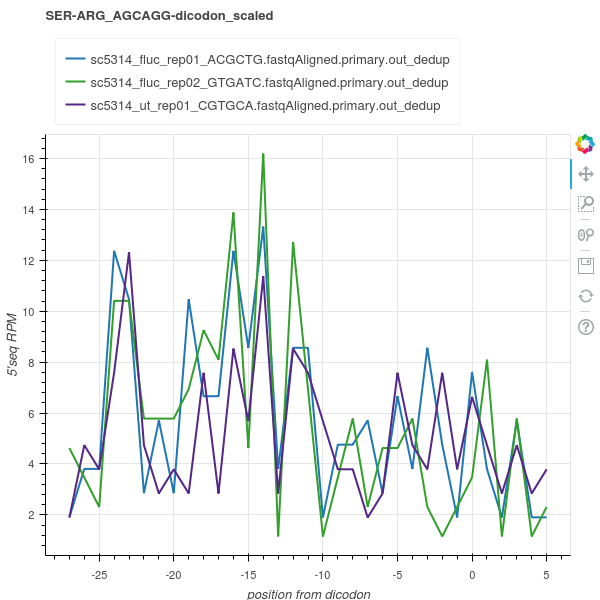 SER-ARG_AGCAGG-dicodon_scaled
sc5314_fluc_rep01_ACGCTG.fastqAligned.primary.out_dedup
sc5314_fluc_rep02_GTGATC.fastqAligned.primary.out_dedup
sc5314_ut_rep01_CGTGCA.fastqAligned.primary.out_dedup
16
14
12
10
8
6
4
2
5'seq RPM
-25
-20
-15
-10
-5
0
5
position from dicodon